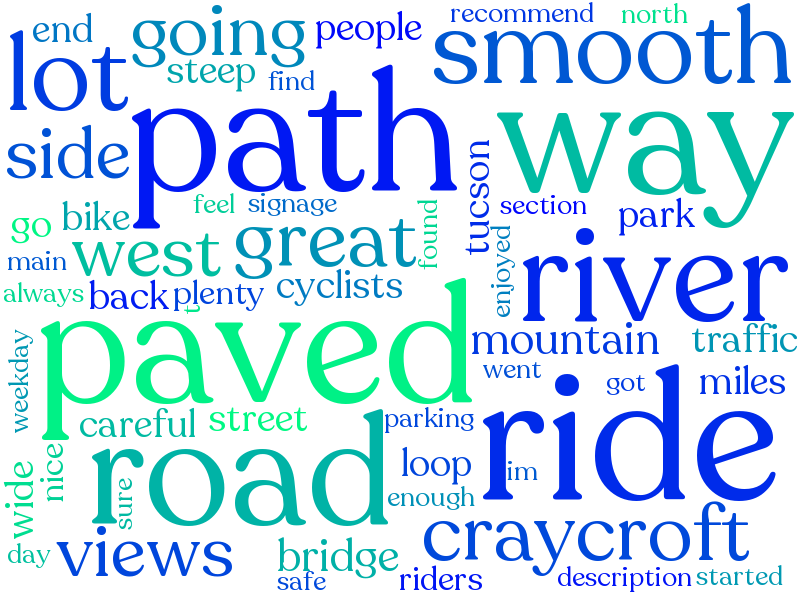 recommend
north
end
going
people
smooth
lot
steep
find
path
way
side
tucson
feel
signage
section
park
go
bike
found
west
great
enjoyed
river
main
always
back
plenty
cyclists
t
paved
mountain
traffic
weekday
went
got
miles
ride
careful
street
parking
road
loop
im
wide
nice
sure
enough
craycroft
day
views
bridge
safe
riders
description
started